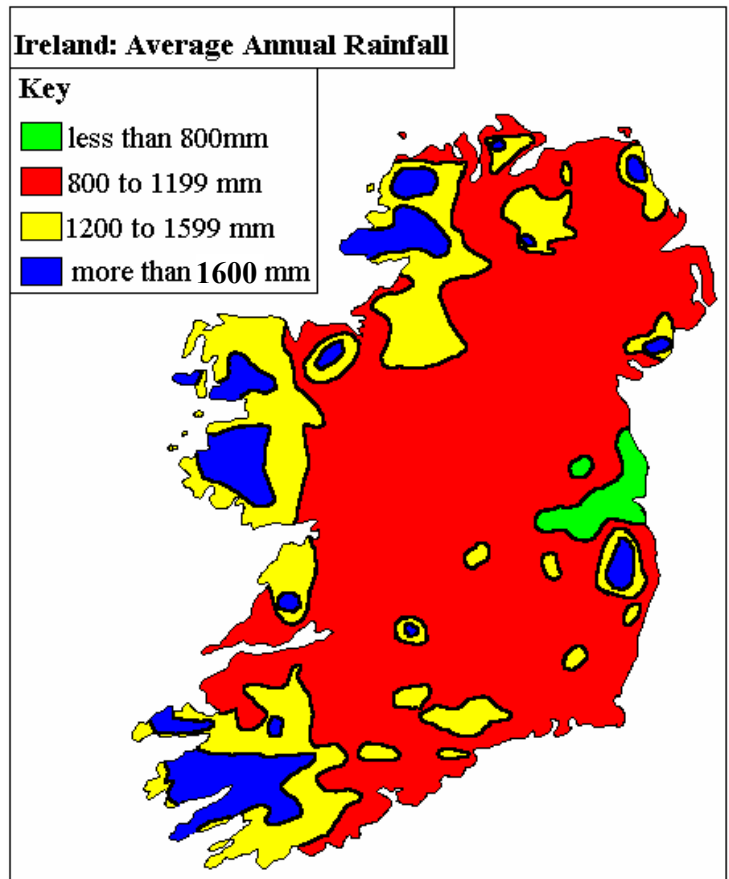 Ireland: Average Annual Rainfall
Key
less than 800mm
800 to 1199 mm
1200 to 1599 mm
more than 1600 mm